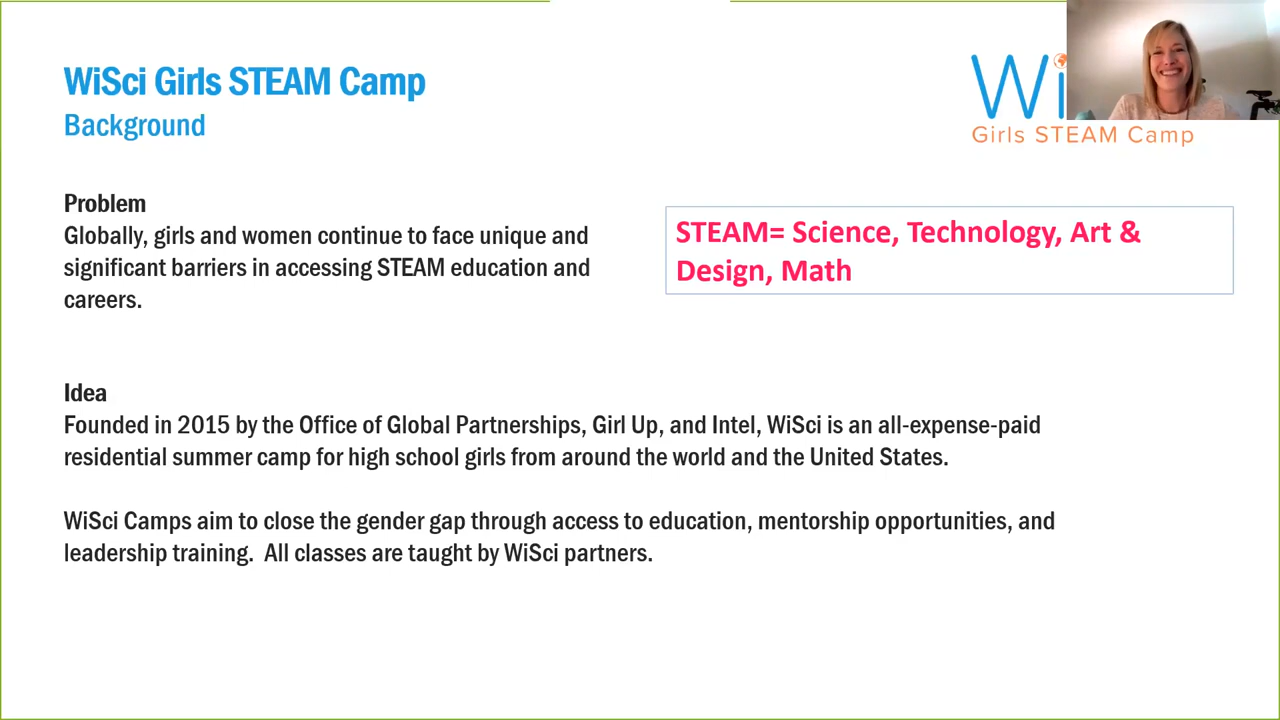 WiSci Girls STEAM Camp
Background
Wi
Girls STEAM Camp
Problem
Globally, girls and women continue to face unique and
significant barriers in accessing STEAM education and
careers.
STEAM= Science, Technology, Art &
Design, Math
Idea
Founded in 2015 by the Office of Global Partnerships, Girl Up, and Intel, WiSci is an all-expense-paid
residential summer camp for high school girls from around the world and the United States.
WiSci Camps aim to close the gender gap through access to education, mentorship opportunities, and
leadership training.  All classes are taught by WiSci partners.